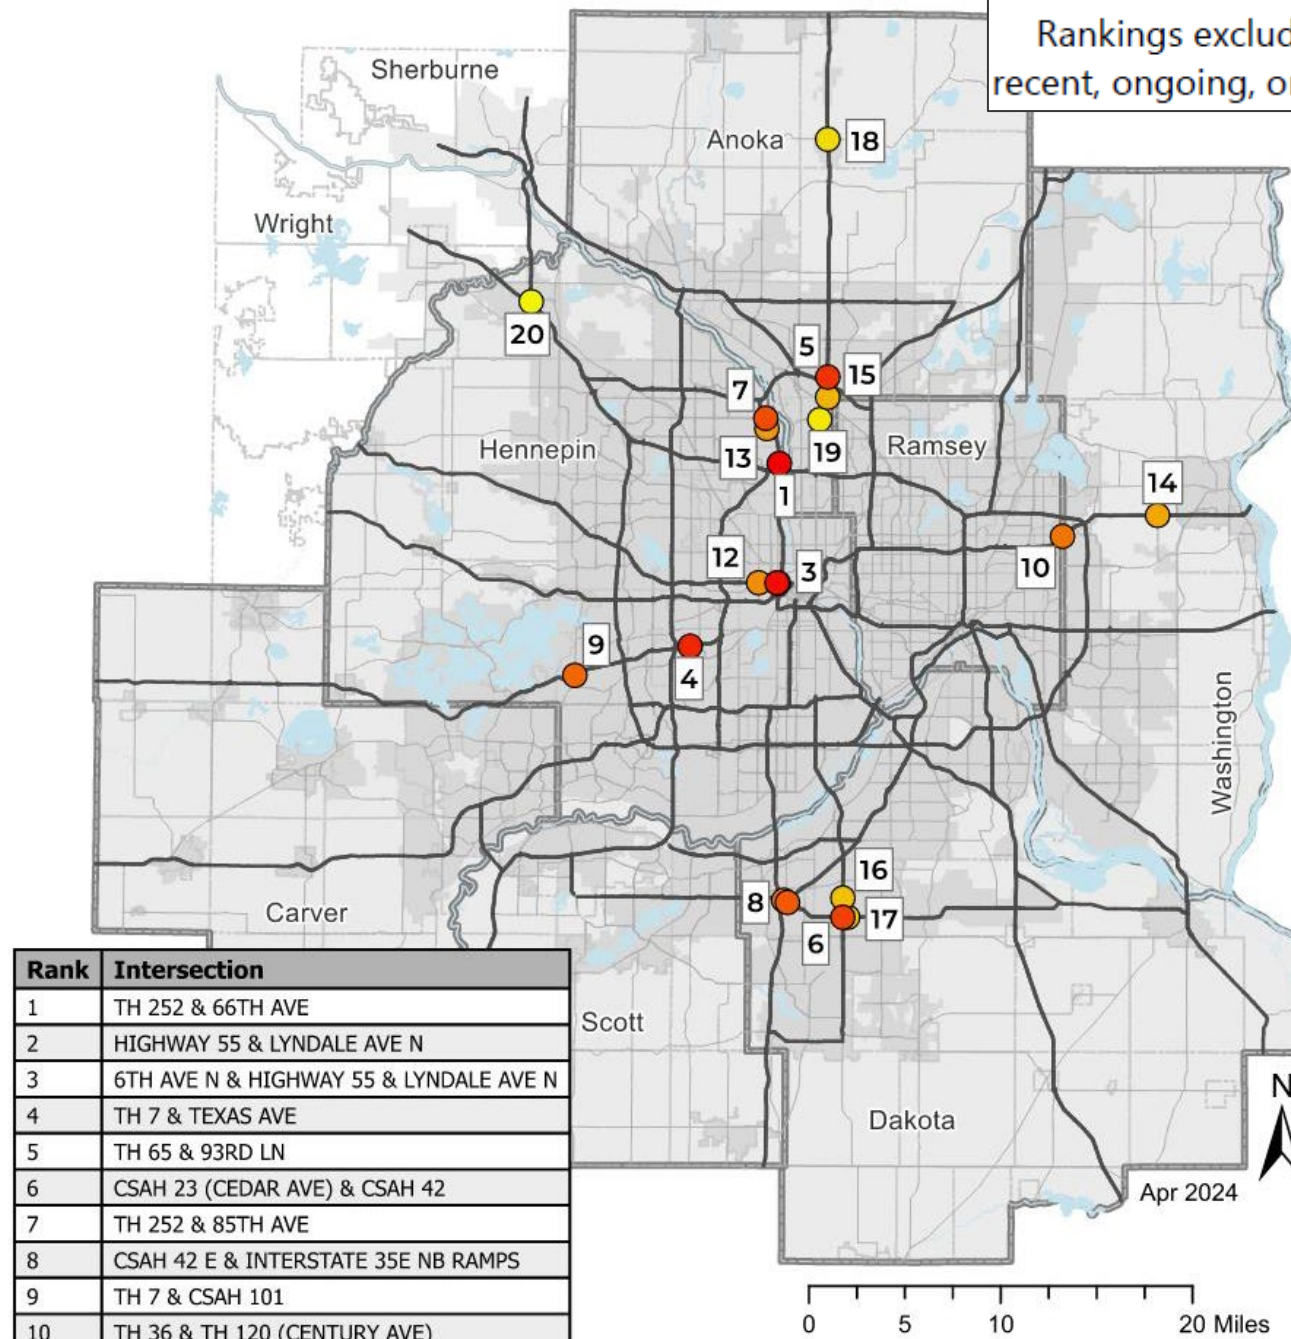 Rankings exclud
recent, ongoing, o
Sherburne
Anoka
18
Wright
20
5
15
7
Hennepin
13
19
Ramsey
1
14
12
3
10
9
4
Washington
16
8
17
6
Carver
Scott
Dakota
N
Apr 2024
Rank Intersection
1 TH 252 & 66TH AVE
2 HIGHWAY 55 & LYNDALE AVE N
3 6TH AVE N & HIGHWAY 55 & LYNDALE AVE N
4 TH 7 & TEXAS AVE
5 TH 65 & 93RD LN
6 CSAH 23 (CEDAR AVE) & CSAH 42
7 TH 252 & 85TH AVE
8 CSAH 42 E & INTERSTATE 35E NB RAMPS
9 TH 7 & CSAH 101
10 TH 36 & TH 120 (CENTURY AVE)
0 5 10 20 Miles